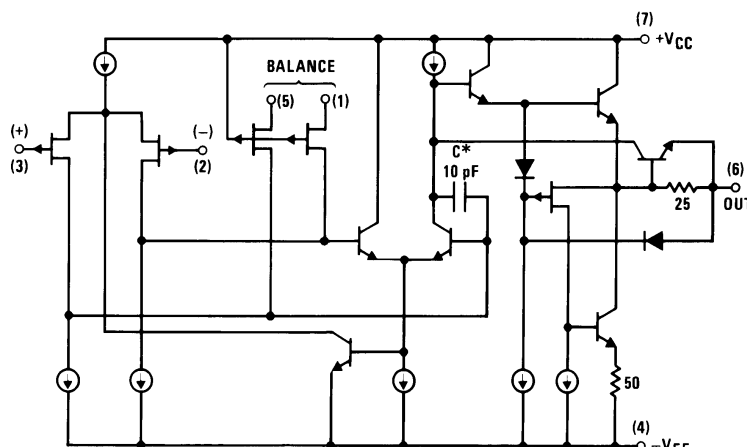 (7)
+VCC
BALANCE
(5)
(1)
(+)
(3)
(−)
(2)
C*
10 pF
(6)
OUT
25
50
(4)